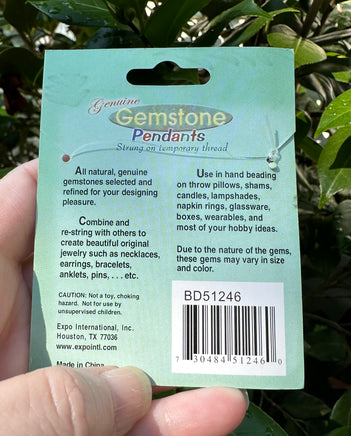 Genuine
Gemstone
Pendants
Strung on temporary thread
All natural, genuine
gemstones selected and
refined for your designing
pleasure.
Combine and
re-string with others to
create beautiful original
jewelry such as necklaces,
earrings, bracelets,
anklets, pins, . . . etc.
CAUTION: Not a toy, choking
hazard. Not for use by
unsupervised children.
Expo International, Inc.
Houston, TX 77036
www.expointl.com
Made in China
Use in hand beading
on throw pillows, shams,
candles, lampshades,
napkin rings, glassware,
boxes, wearables, and
most of your hobby ideas.
Due to the nature of the gems,
these gems may vary in size
and color.
BD51246
7 30484 51246 0